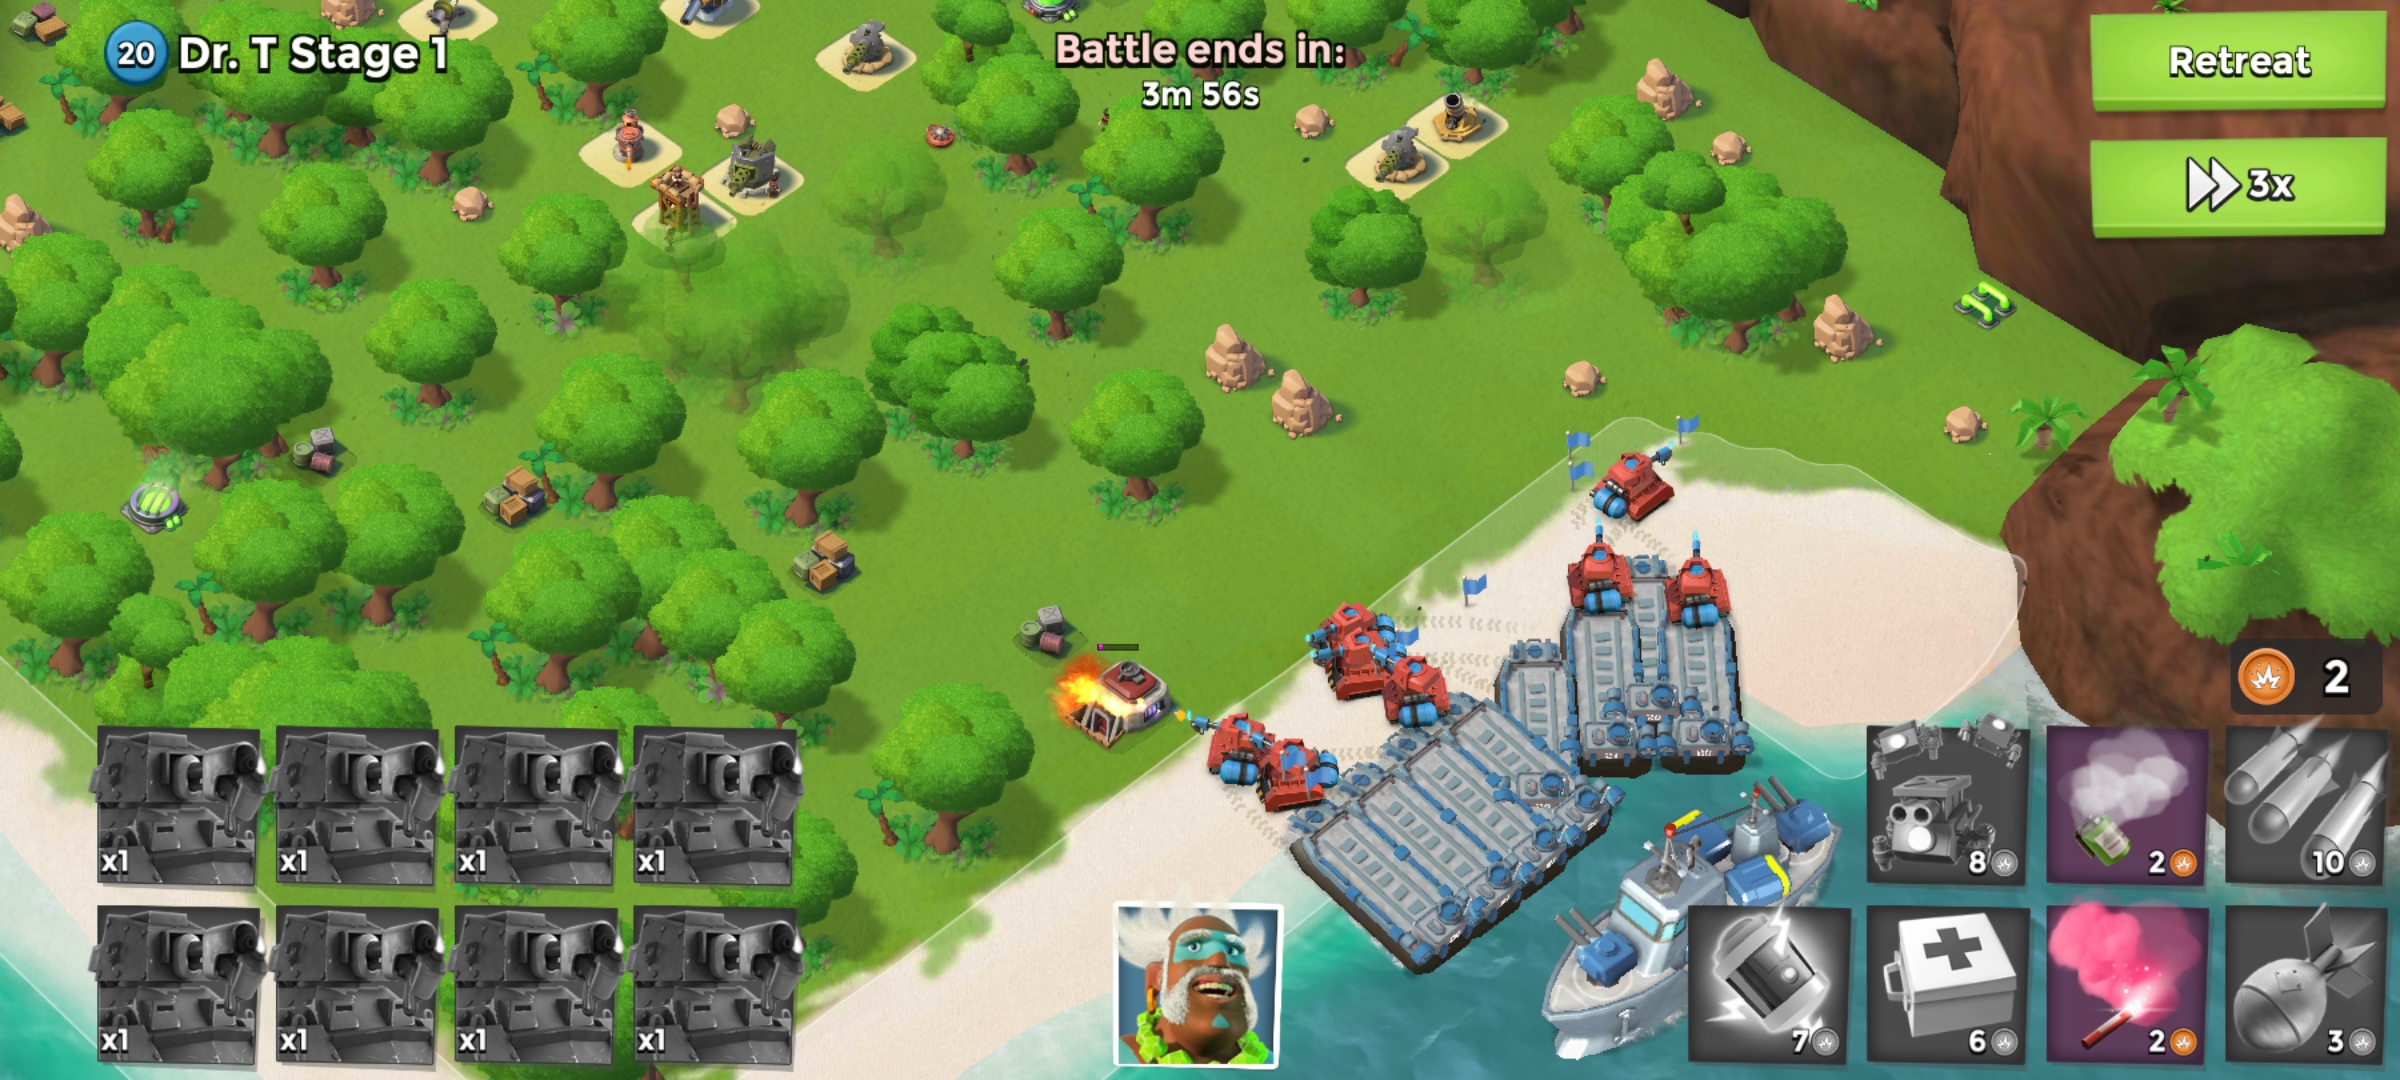 20 Dr. T Stage 1
Battle ends in:
3m 56s
Retreat
3x
2
x1 x1 x1 x1
8 2 10
x1 x1 x1 x1
7 6 2 3